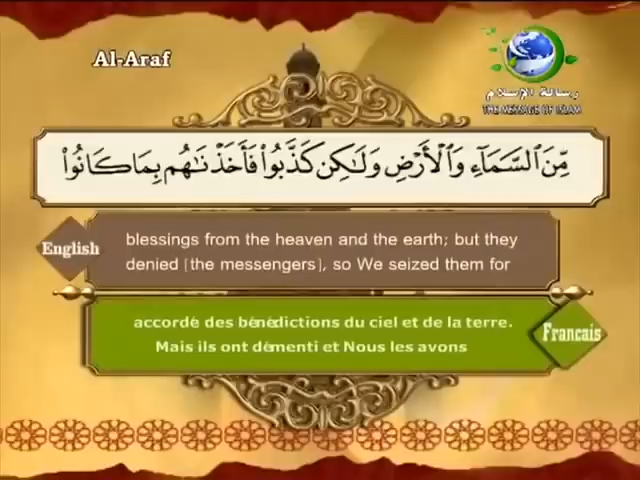 Al-Araf
رسالة الإسلام
THE MESSAGE OF ISLAM
مِّنَ ٱلسَّمَآءِ وَٱلْأَرْضِ وَلَـٰكِن كَذَّبُوا۟ فَأَخَذْنَـٰهُم بِمَا كَانُوا۟
English
blessings from the heaven and the earth; but they
denied [the messengers], so We seized them for
accordé des bénédictions du ciel et de la terre.
Mais ils ont démenti et Nous les avons
Francais